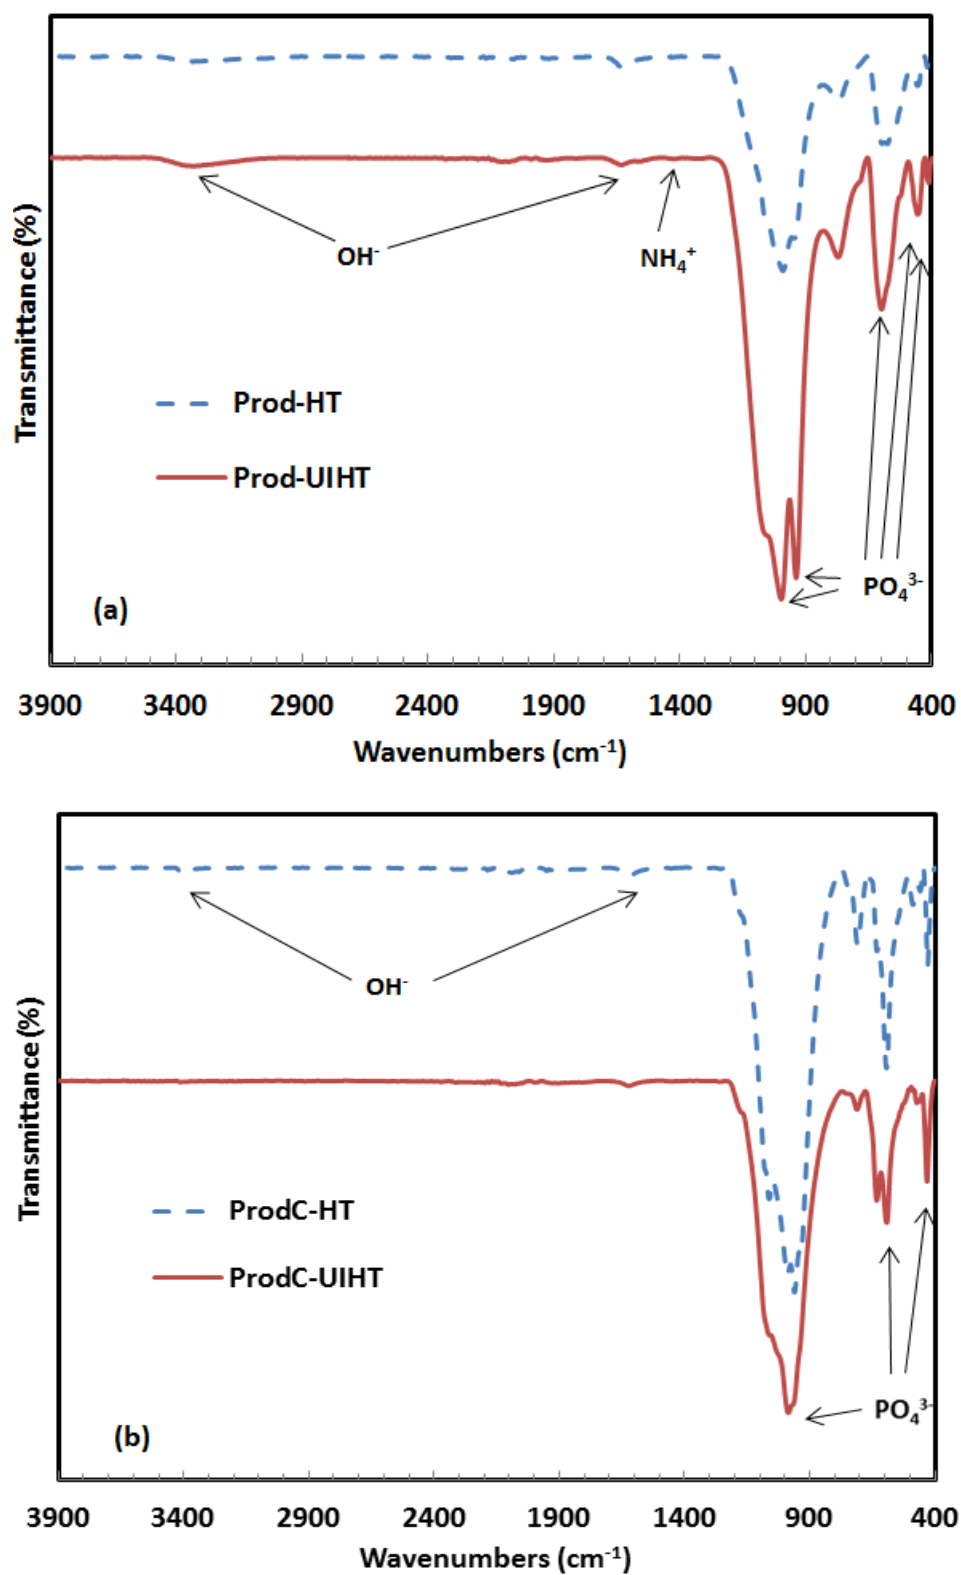 Transmittance (%)
OH⁻
NH₄⁺
Prod-HT
Prod-UIHT
PO₄³⁻
(a)
3900 3400 2900 2400 1900 1400 900 400
Wavenumbers (cm⁻¹)
Transmittance (%)
OH⁻
ProdC-HT
ProdC-UIHT
PO₄³⁻
(b)
3900 3400 2900 2400 1900 1400 900 400
Wavenumbers (cm⁻¹)